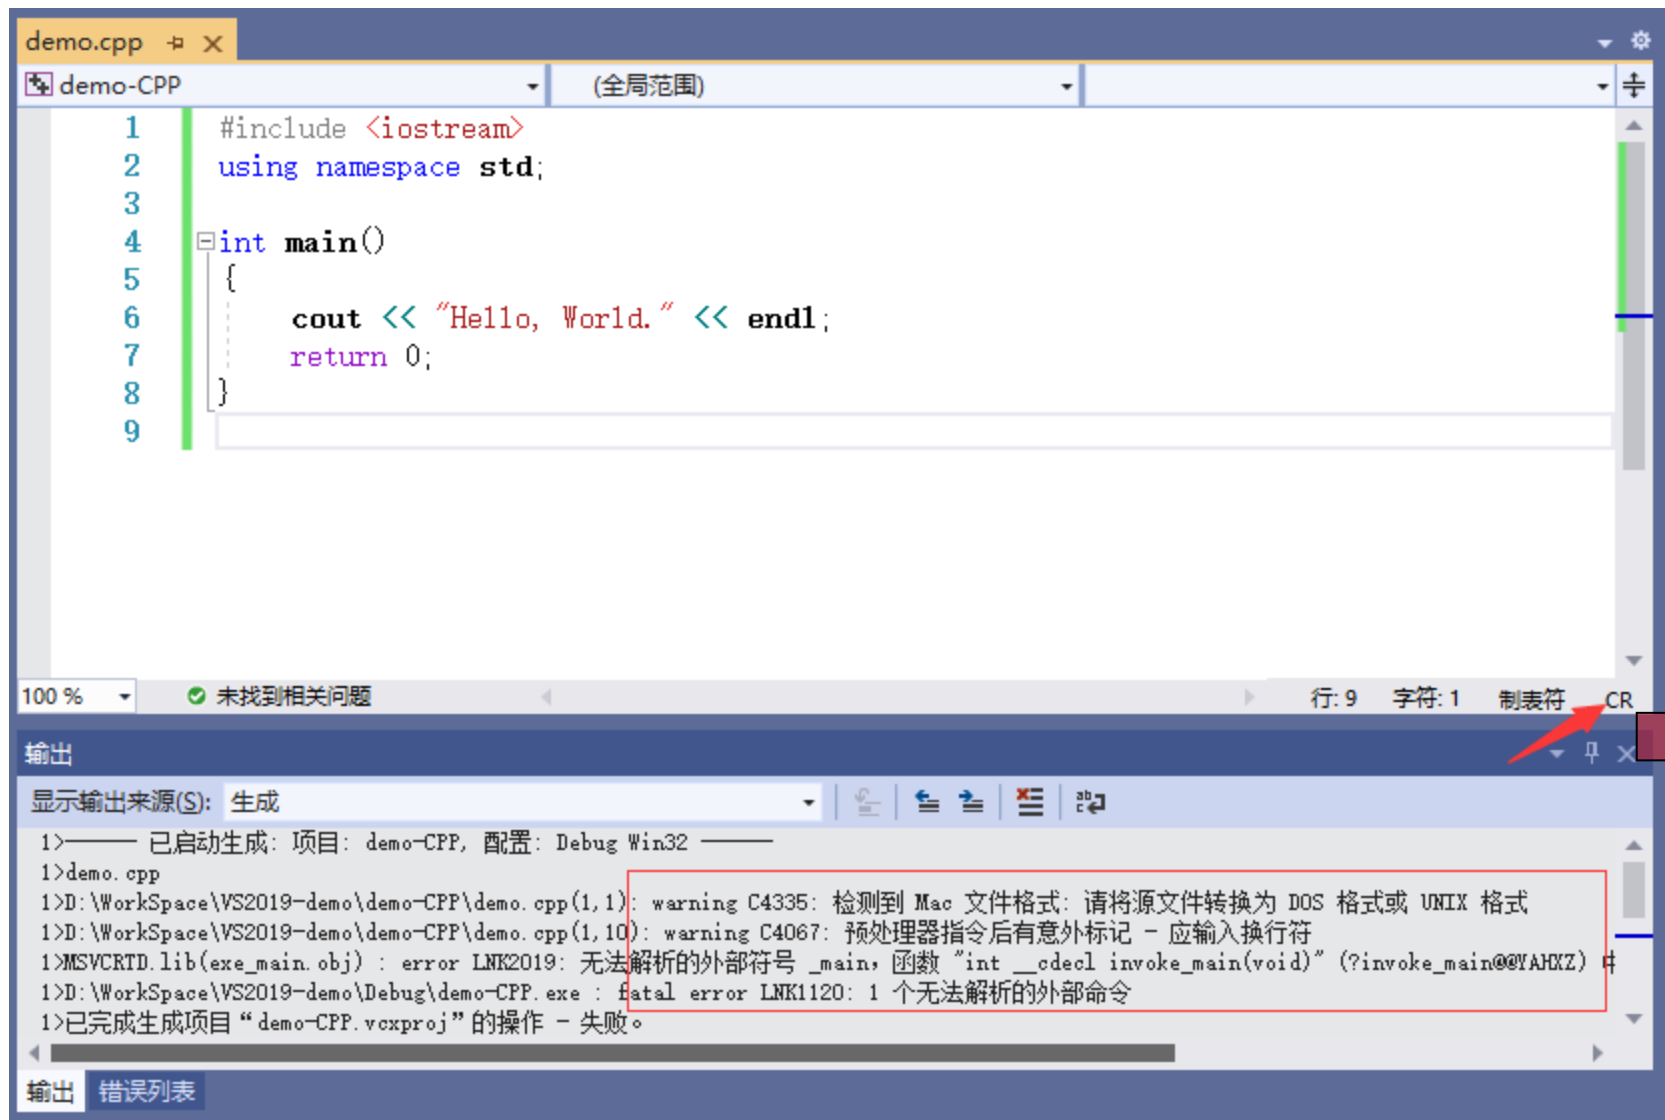 demo.cpp
demo-CPP (全局范围)
1 #include <iostream>
2 using namespace std;
3
4 int main()
5 {
6 cout << "Hello, World." << endl;
7 return 0;
8 }
9
100 % 未找到相关问题 行: 9 字符: 1 制表符 CR
输出
显示输出来源(S): 生成
1>—— 已启动生成: 项目: demo-CPP, 配置: Debug Win32 ——
1>demo.cpp
1>D:\WorkSpace\VS2019-demo\demo-CPP\demo.cpp(1,1): warning C4335: 检测到 Mac 文件格式: 请将源文件转换为 DOS 格式或 UNIX 格式
1>D:\WorkSpace\VS2019-demo\demo-CPP\demo.cpp(1,10): warning C4067: 预处理器指令后有意外标记 - 应输入换行符
1>MSVCRTD.lib(exe_main.obj) : error LNK2019: 无法解析的外部符号 _main，函数 "int __cdecl invoke_main(void)" (?invoke_main@@YAHXZ)
1>D:\WorkSpace\VS2019-demo\Debug\demo-CPP.exe : fatal error LNK1120: 1 个无法解析的外部命令
1>已完成生成项目“demo-CPP.vcxproj”的操作 - 失败。
输出 错误列表